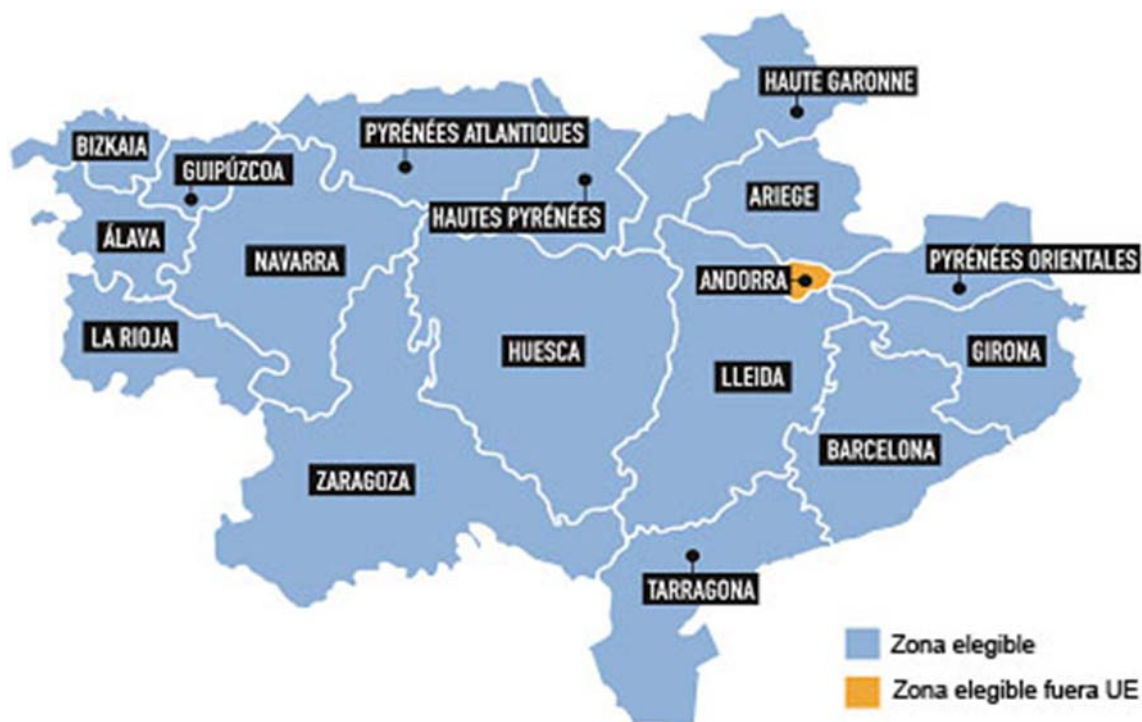 HAUTE GARONNE
BIZKAIA
PYRÉNÉES ATLANTIQUES
GUIPÚZCOA
ARIEGE
HAUTES PYRÉNÉES
ÁLAVA
NAVARRA
PYRÉNÉES ORIENTALES
ANDORRA
LA RIOJA
HUESCA
GIRONA
LLEIDA
BARCELONA
ZARAGOZA
TARRAGONA
Zona elegible
Zona elegible fuera UE